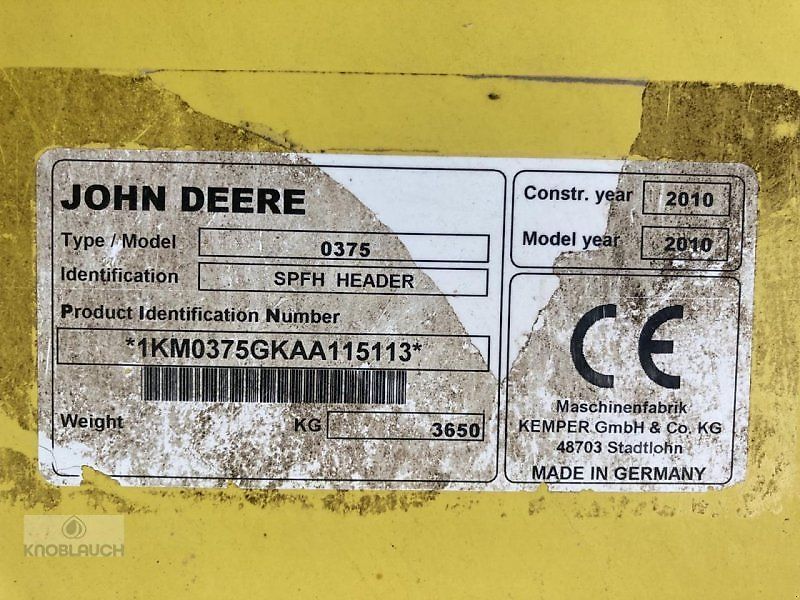 JOHN DEERE
Type / Model 0375
Identification SPFH HEADER
Product Identification Number
*1KM0375GKAA115113*
Weight KG 3650
Constr. year 2010
Model year 2010
CE
Maschinenfabrik
KEMPER GmbH & Co. KG
48703 Stadtlohn
MADE IN GERMANY
KNOBLAUCH